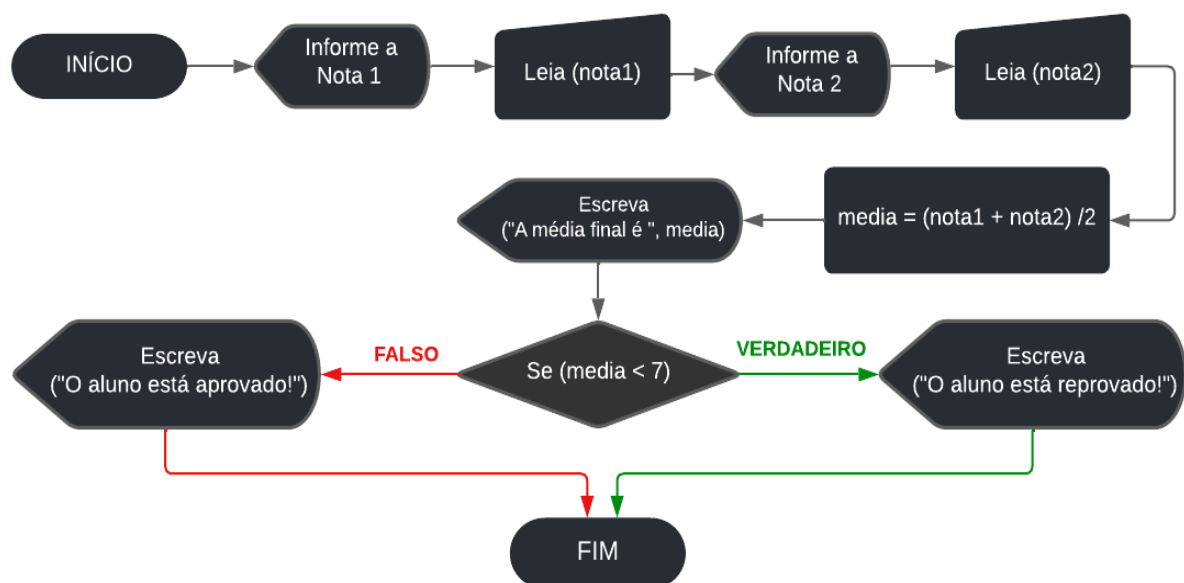 INÍCIO
Informe a
Nota 1
Leia (nota1)
Informe a
Nota 2
Leia (nota2)
media = (nota1 + nota2) /2
Escreva
("A média final é ", media)
Se (media < 7)
FALSO
VERDADEIRO
Escreva
("O aluno está aprovado!")
Escreva
("O aluno está reprovado!")
FIM